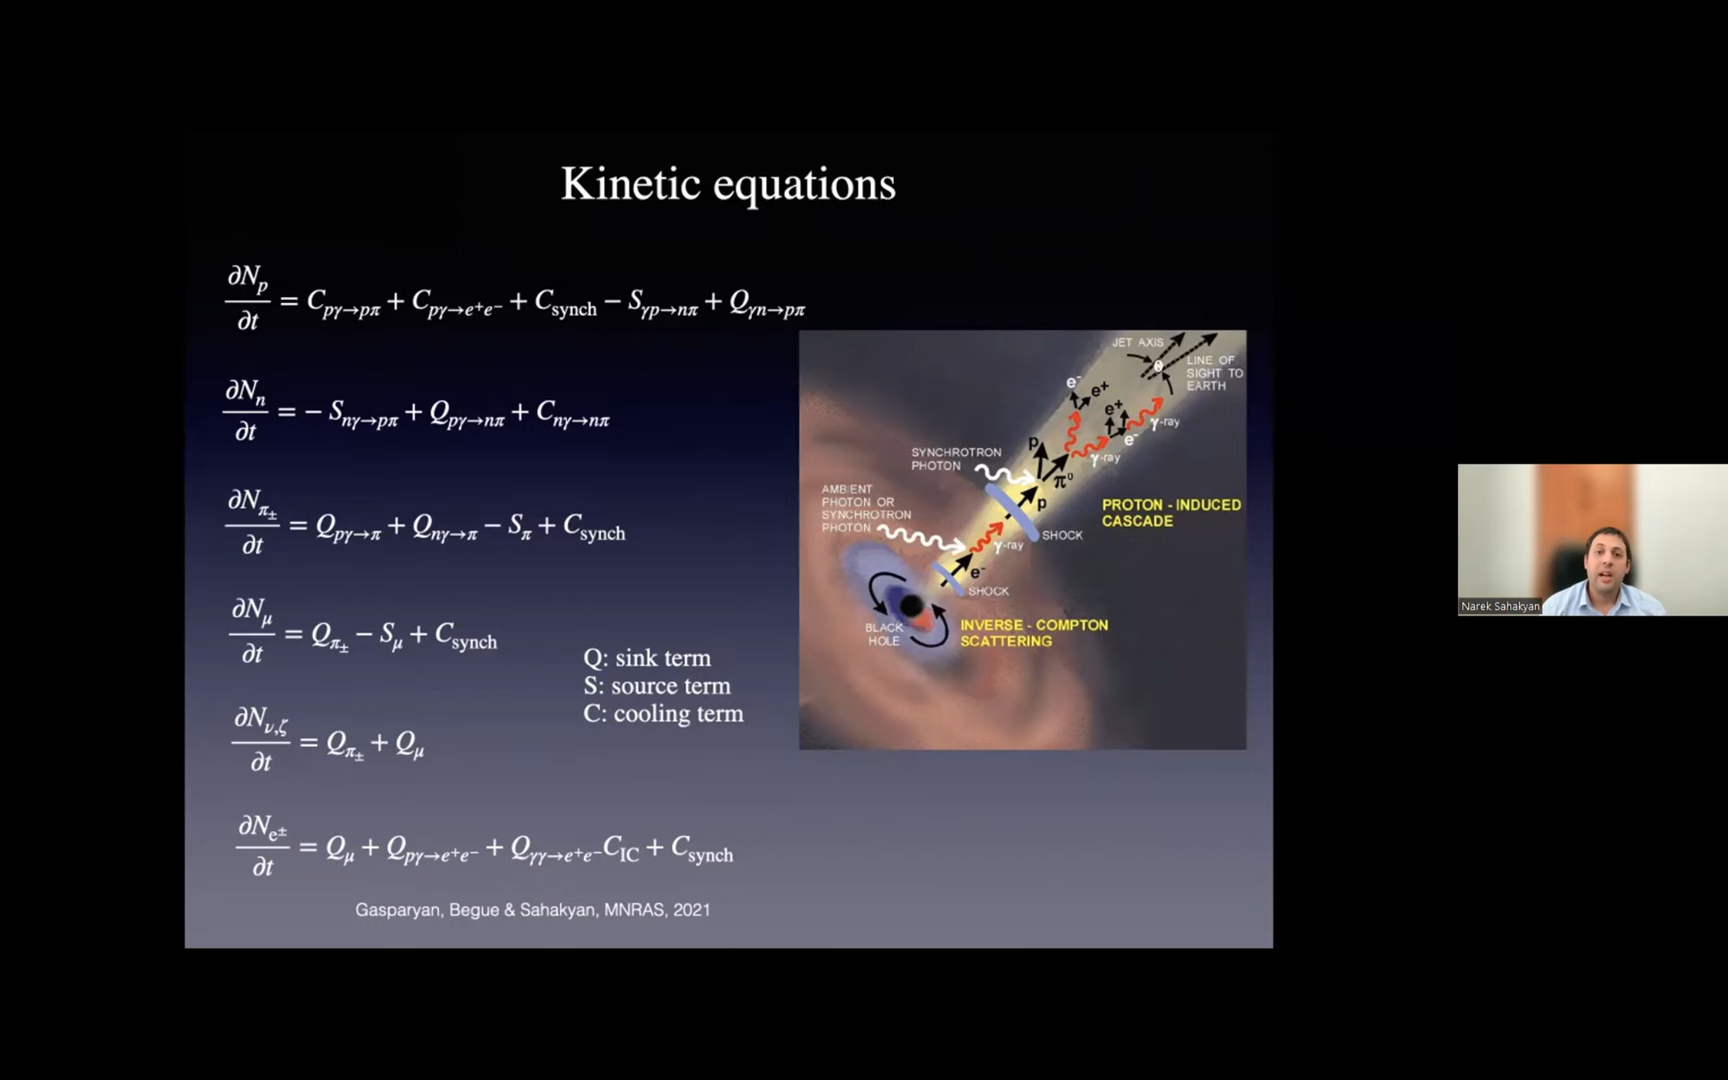 Kinetic equations
∂N_p/∂t = C_{pγ→pπ} + C_{pγ→e⁺e⁻} + C_synch − S_{γp→nπ} + Q_{γn→pπ}
∂N_n/∂t = − S_{nγ→pπ} + Q_{pγ→nπ} + C_{nγ→nπ}
∂N_{π±}/∂t = Q_{pγ→π} + Q_{nγ→π} − S_π + C_synch
∂N_μ/∂t = Q_{π±} − S_μ + C_synch
∂N_{ν,ζ}/∂t = Q_{π±} + Q_μ
∂N_{e±}/∂t = Q_μ + Q_{pγ→e⁺e⁻} + Q_{γγ→e⁺e⁻}C_IC + C_synch
Q: sink term
S: source term
C: cooling term
Gasparyan, Begue & Sahakyan, MNRAS, 2021
JET AXIS
θ
LINE OF
SIGHT TO
EARTH
e⁻
e⁺
e⁺
e⁻
γ-ray
γ-ray
p
π⁰
p
SYNCHROTRON
PHOTON
AMBIENT
PHOTON OR
SYNCHROTRON
PHOTON
PROTON - INDUCED
CASCADE
SHOCK
γ-ray
e⁻
SHOCK
BLACK
HOLE
INVERSE - COMPTON
SCATTERING
Narek Sahakyan